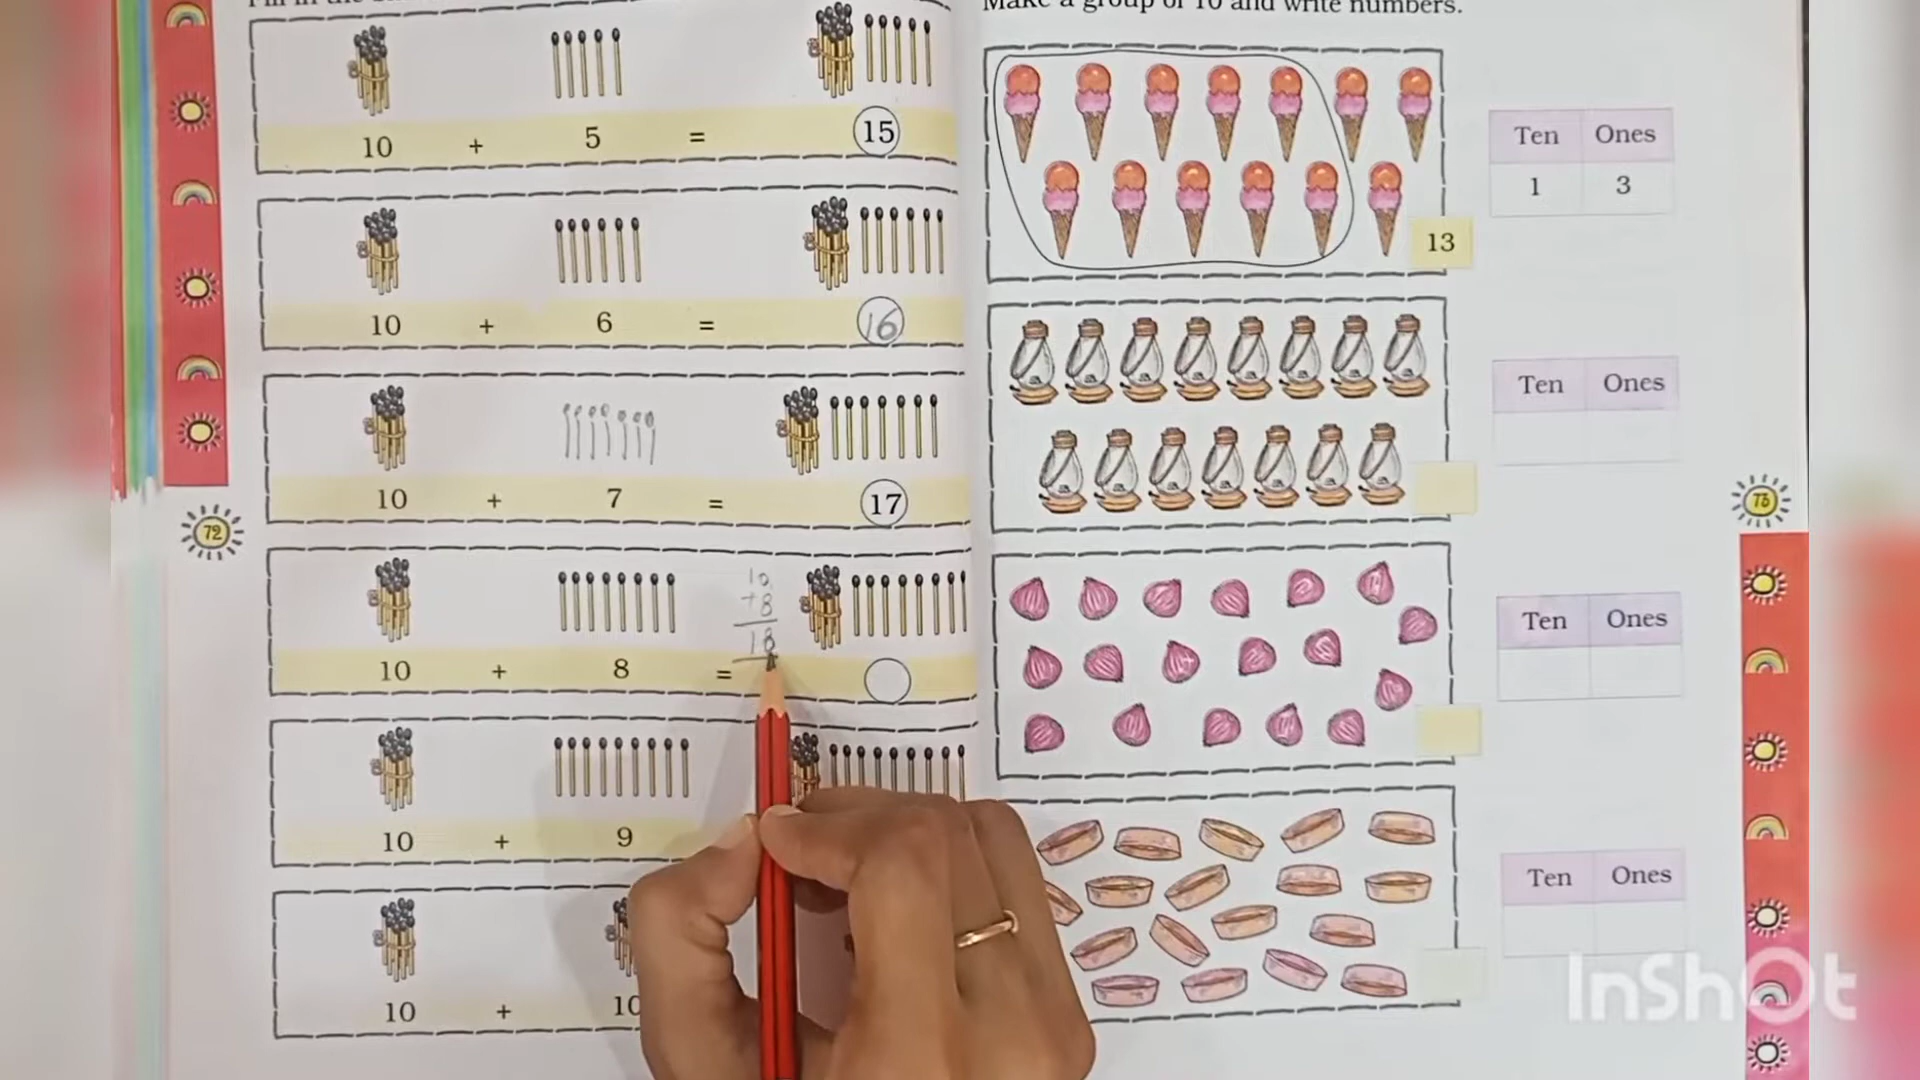 Make a group of 10 and write numbers.
10 + 5 = 15
10 + 6 = 16
10 + 7 = 17
10
+8
18
10 + 8 =
10 + 9
10 + 10
72
Ten Ones
1 3
13
Ten Ones
Ten Ones
Ten Ones
73
InShOt